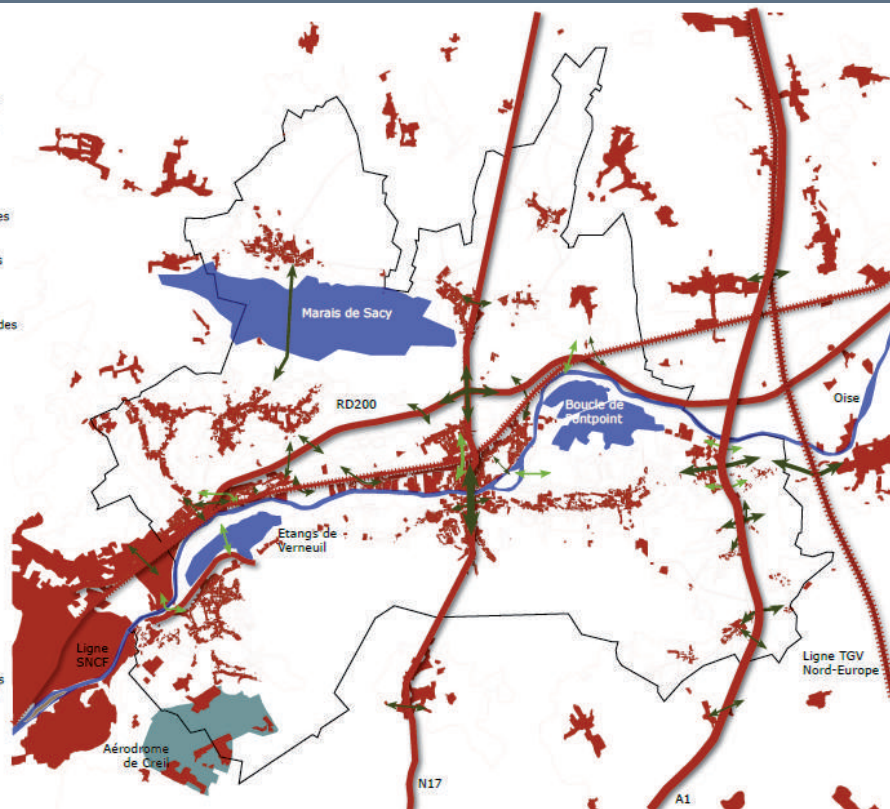 es
s
des
Marais de Sacy
RD200
Boucle de
Pontpoint
Oise
Etangs de
Verneuil
Ligne
SNCF
Ligne TGV
Nord-Europe
s
Aérodrome
de Creil
N17
A1